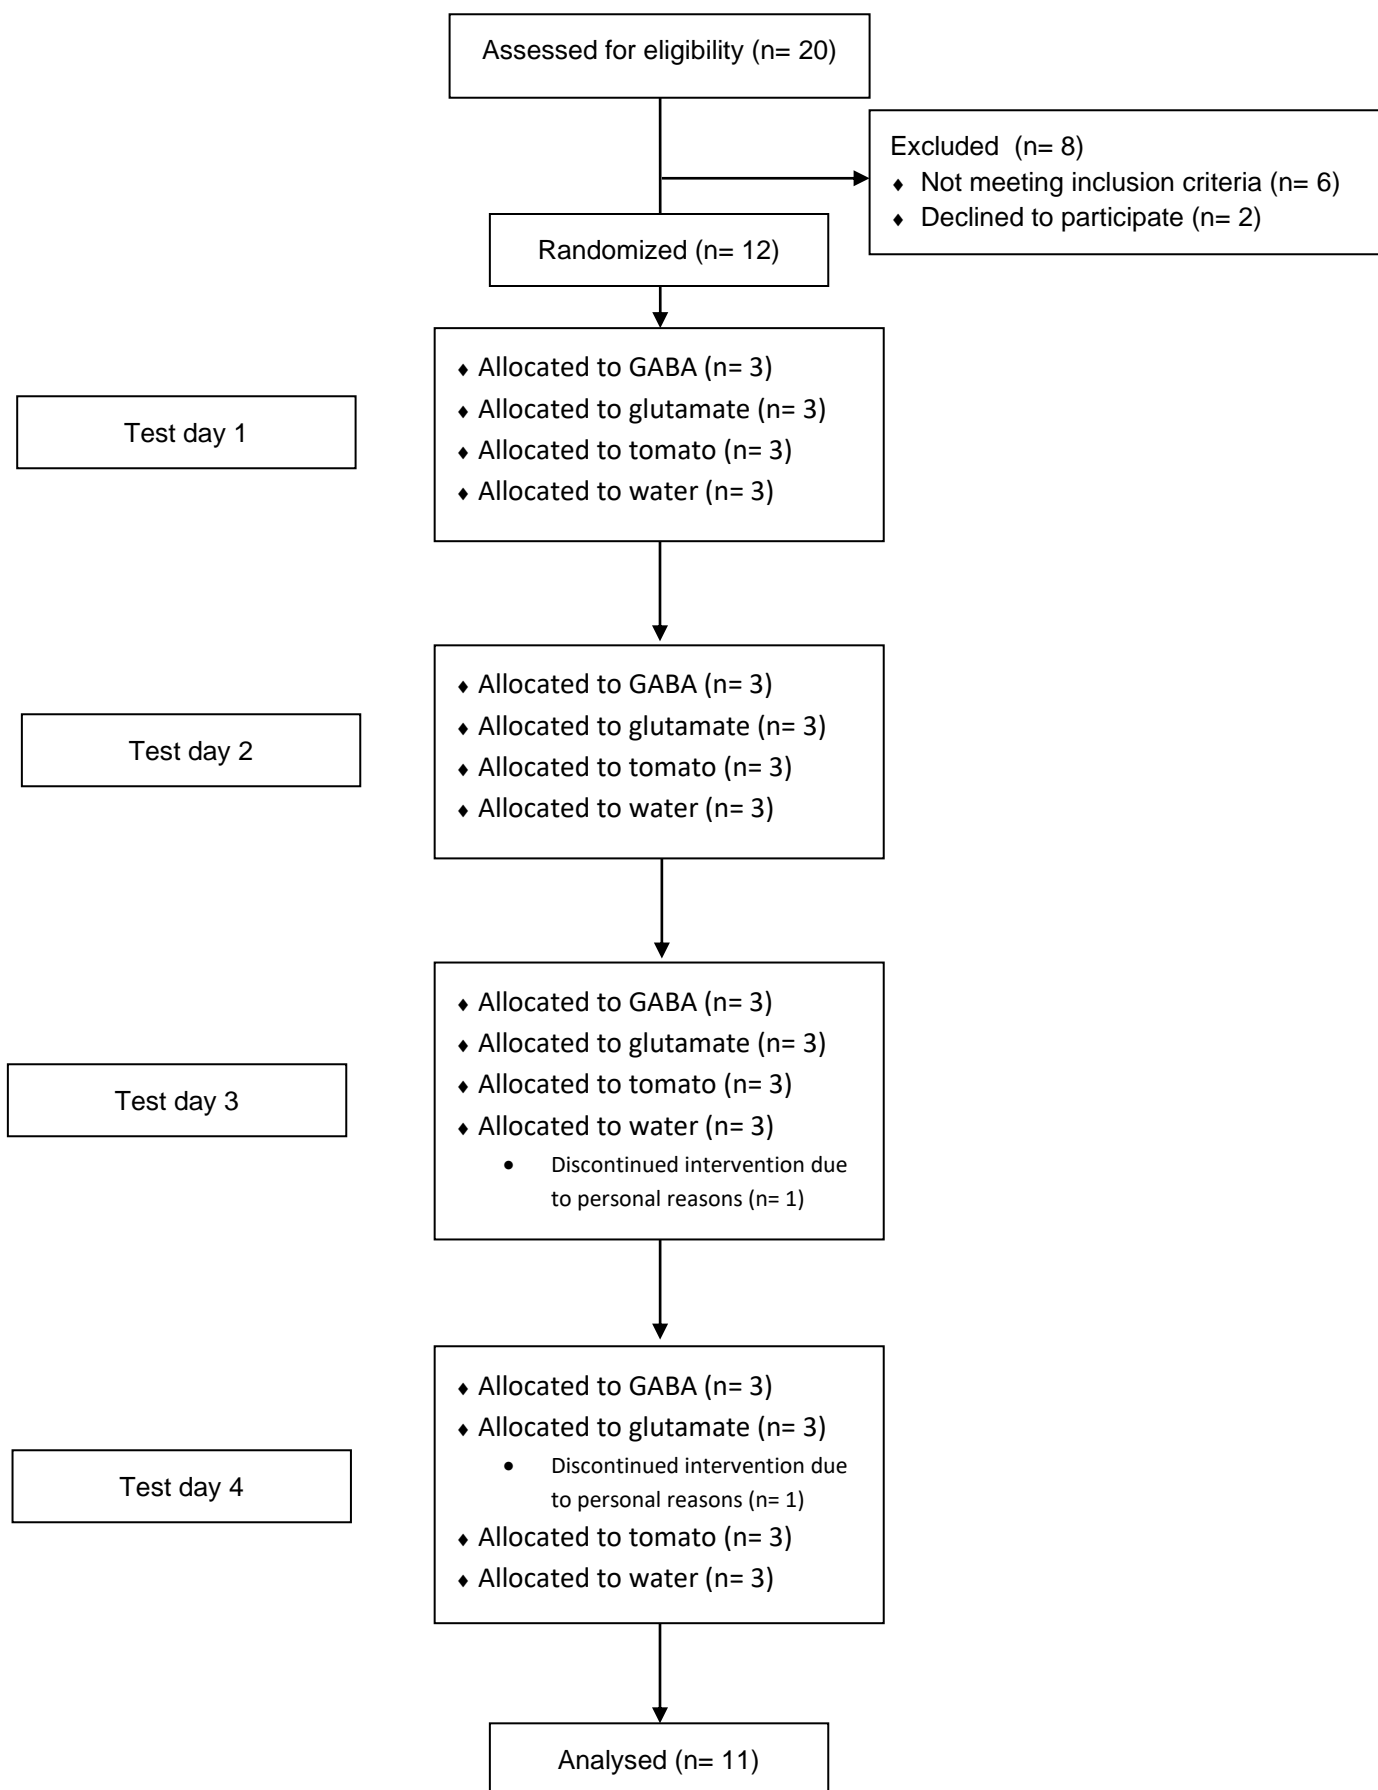 Assessed for eligibility (n= 20)
Excluded  (n= 8)
♦ Not meeting inclusion criteria (n= 6)
♦ Declined to participate (n= 2)
Randomized (n= 12)
Test day 1
♦ Allocated to GABA (n= 3)
♦ Allocated to glutamate (n= 3)
♦ Allocated to tomato (n= 3)
♦ Allocated to water (n= 3)
Test day 2
♦ Allocated to GABA (n= 3)
♦ Allocated to glutamate (n= 3)
♦ Allocated to tomato (n= 3)
♦ Allocated to water (n= 3)
Test day 3
♦ Allocated to GABA (n= 3)
♦ Allocated to glutamate (n= 3)
♦ Allocated to tomato (n= 3)
♦ Allocated to water (n= 3)
• Discontinued intervention due
to personal reasons (n= 1)
Test day 4
♦ Allocated to GABA (n= 3)
♦ Allocated to glutamate (n= 3)
• Discontinued intervention due
to personal reasons (n= 1)
♦ Allocated to tomato (n= 3)
♦ Allocated to water (n= 3)
Analysed (n= 11)